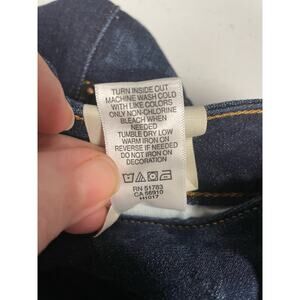 TURN INSIDE OUT
MACHINE WASH COLD
WITH LIKE COLORS
ONLY NON-CHLORINE
BLEACH WHEN
NEEDED
TUMBLE DRY LOW
WARM IRON ON
REVERSE IF NEEDED
DO NOT IRON ON
DECORATION
RN 51783
CA 56910
111017